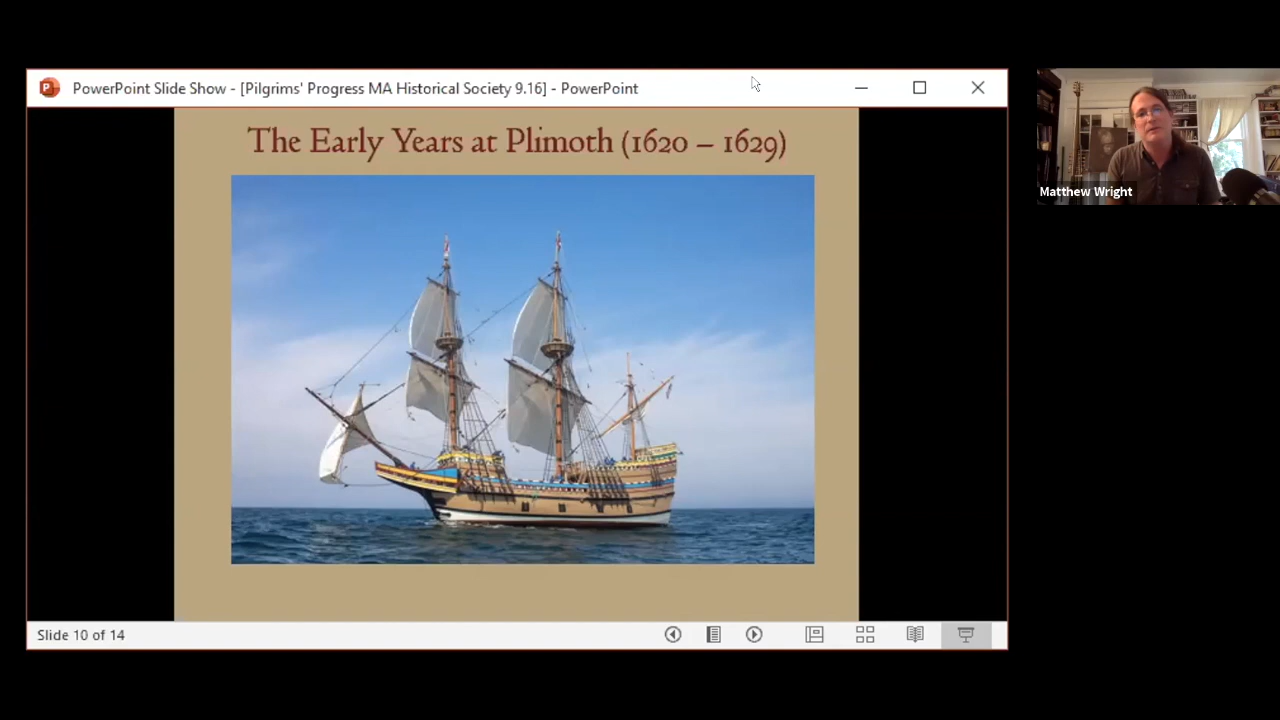 PowerPoint Slide Show - [Pilgrims' Progress MA Historical Society 9.16] - PowerPoint
The Early Years at Plimoth (1620 – 1629)
Matthew Wright
Slide 10 of 14